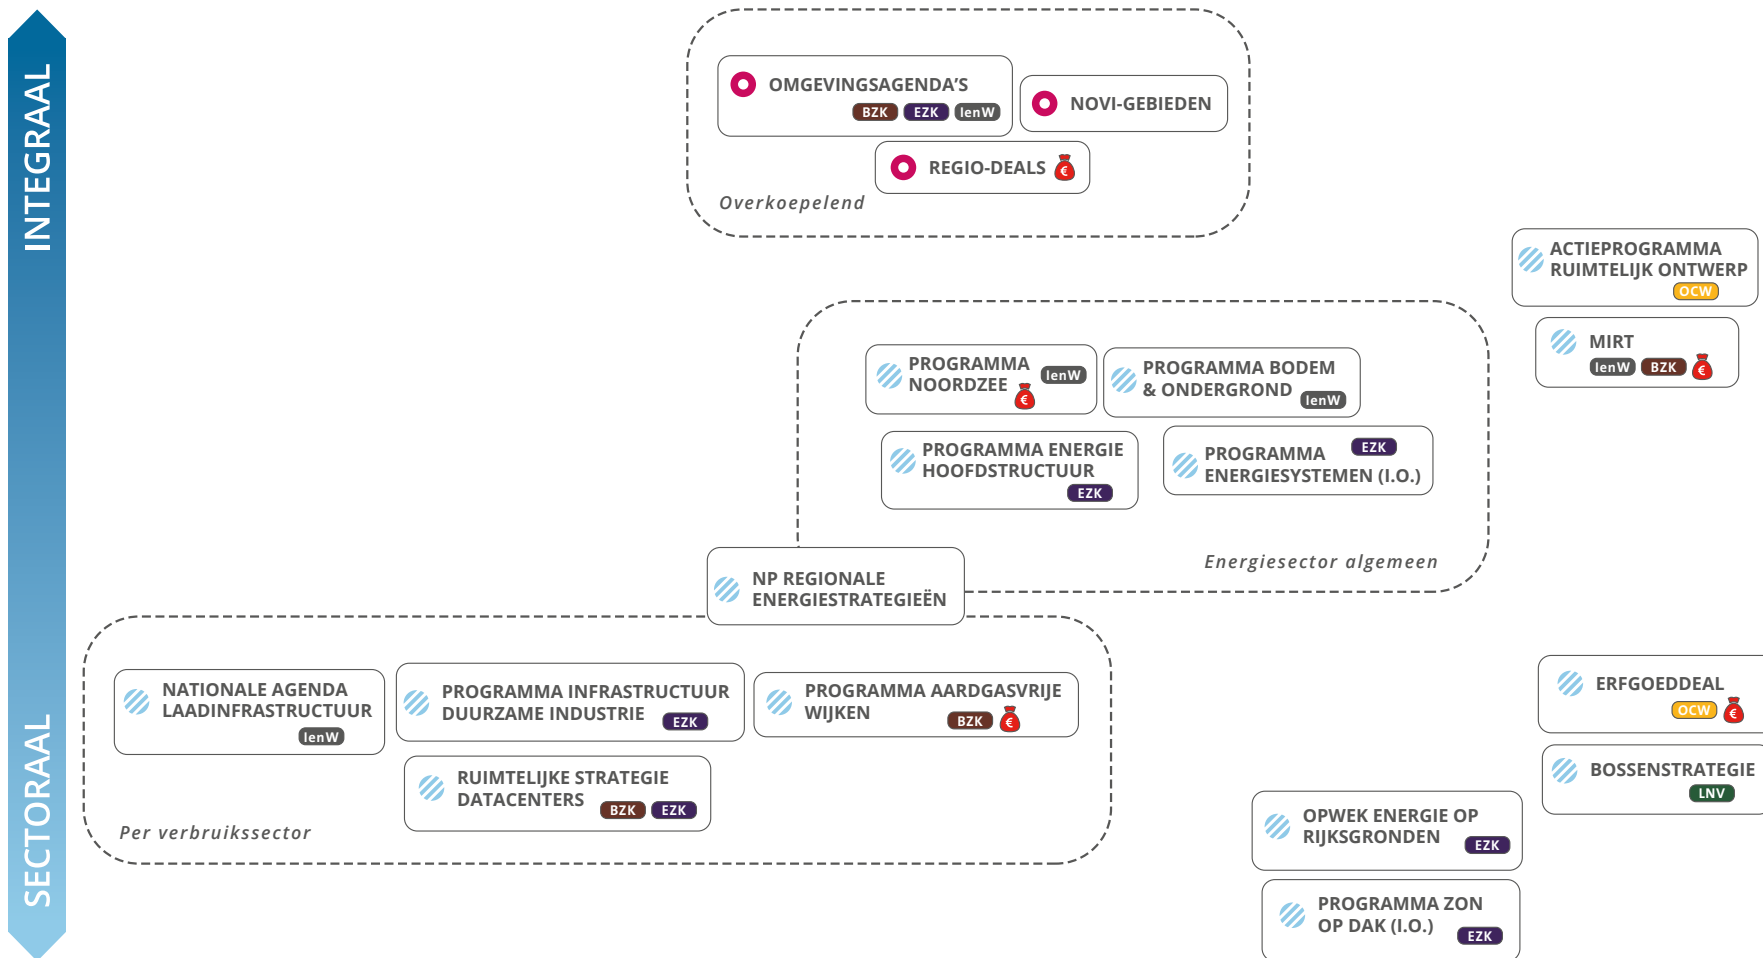 INTEGRAAL
SECTORAAL
OMGEVINGSAGENDA'S
BZK EZK IenW
NOVI-GEBIEDEN
REGIO-DEALS €
Overkoepelend
ACTIEPROGRAMMA
RUIMTELIJK ONTWERP
OCW
MIRT
IenW BZK €
PROGRAMMA
NOORDZEE
IenW
€
PROGRAMMA BODEM
& ONDERGROND
IenW
PROGRAMMA ENERGIE
HOOFDSTRUCTUUR
EZK
EZK
PROGRAMMA
ENERGIESYSTEMEN (I.O.)
Energiesector algemeen
NP REGIONALE
ENERGIESTRATEGIEËN
NATIONALE AGENDA
LAADINFRASTRUCTUUR
IenW
PROGRAMMA INFRASTRUCTUUR
DUURZAME INDUSTRIE
EZK
PROGRAMMA AARDGASVRIJE
WIJKEN
BZK €
RUIMTELIJKE STRATEGIE
DATACENTERS
BZK EZK
Per verbruikssector
ERFGOEDDEAL
OCW €
BOSSENSTRATEGIE
LNV
OPWEK ENERGIE OP
RIJKSGRONDEN
EZK
PROGRAMMA ZON
OP DAK (I.O.)
EZK